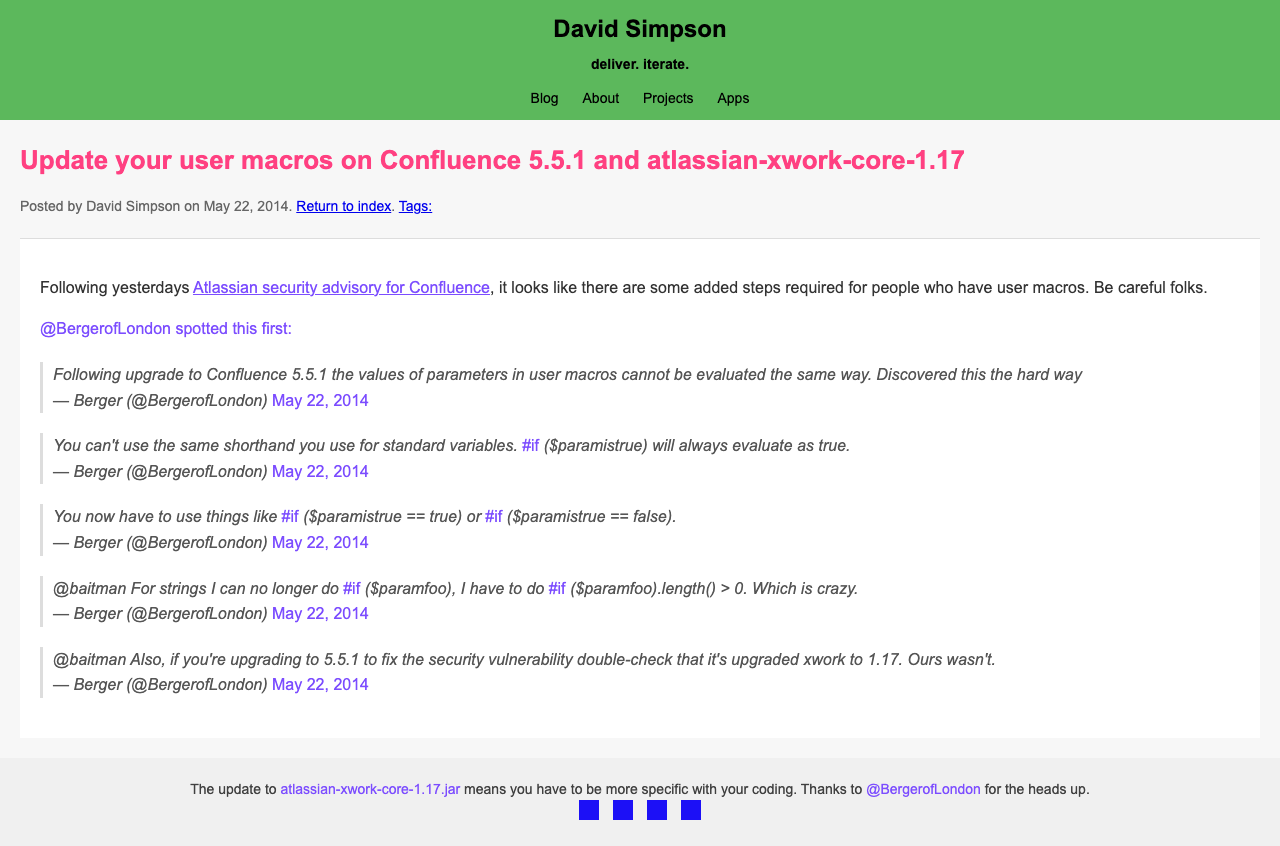 David Simpson
deliver. iterate.
Blog About Projects Apps
Update your user macros on Confluence 5.5.1 and atlassian-xwork-core-1.17
Posted by David Simpson on May 22, 2014. Return to index. Tags:
Following yesterdays Atlassian security advisory for Confluence, it looks like there are some added steps required for people who have user macros. Be careful folks.
@BergerofLondon spotted this first:
Following upgrade to Confluence 5.5.1 the values of parameters in user macros cannot be evaluated the same way. Discovered this the hard way
— Berger (@BergerofLondon) May 22, 2014
You can't use the same shorthand you use for standard variables. #if ($paramistrue) will always evaluate as true.
— Berger (@BergerofLondon) May 22, 2014
You now have to use things like #if ($paramistrue == true) or #if ($paramistrue == false).
— Berger (@BergerofLondon) May 22, 2014
@baitman For strings I can no longer do #if ($paramfoo), I have to do #if ($paramfoo).length() > 0. Which is crazy.
— Berger (@BergerofLondon) May 22, 2014
@baitman Also, if you're upgrading to 5.5.1 to fix the security vulnerability double-check that it's upgraded xwork to 1.17. Ours wasn't.
— Berger (@BergerofLondon) May 22, 2014
The update to atlassian-xwork-core-1.17.jar means you have to be more specific with your coding. Thanks to @BergerofLondon for the heads up.